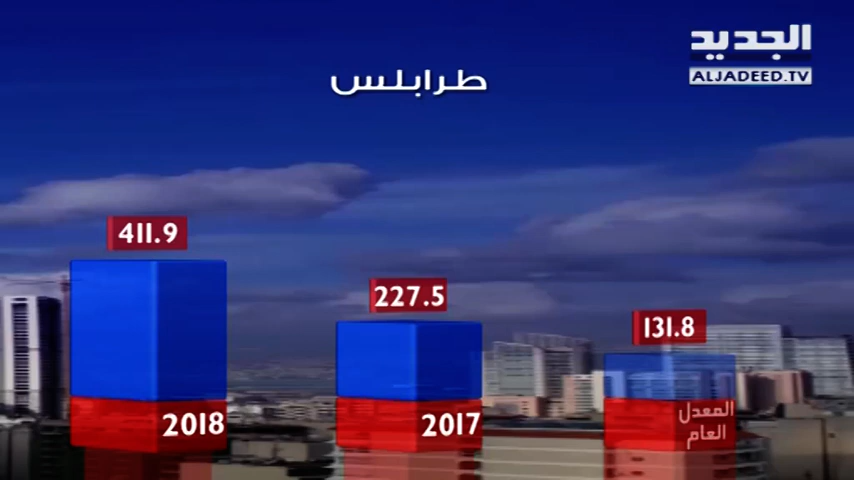 الجديد
ALJADEED.TV
طرابلس
411.9
227.5
131.8
2018
2017
المعدل
العام